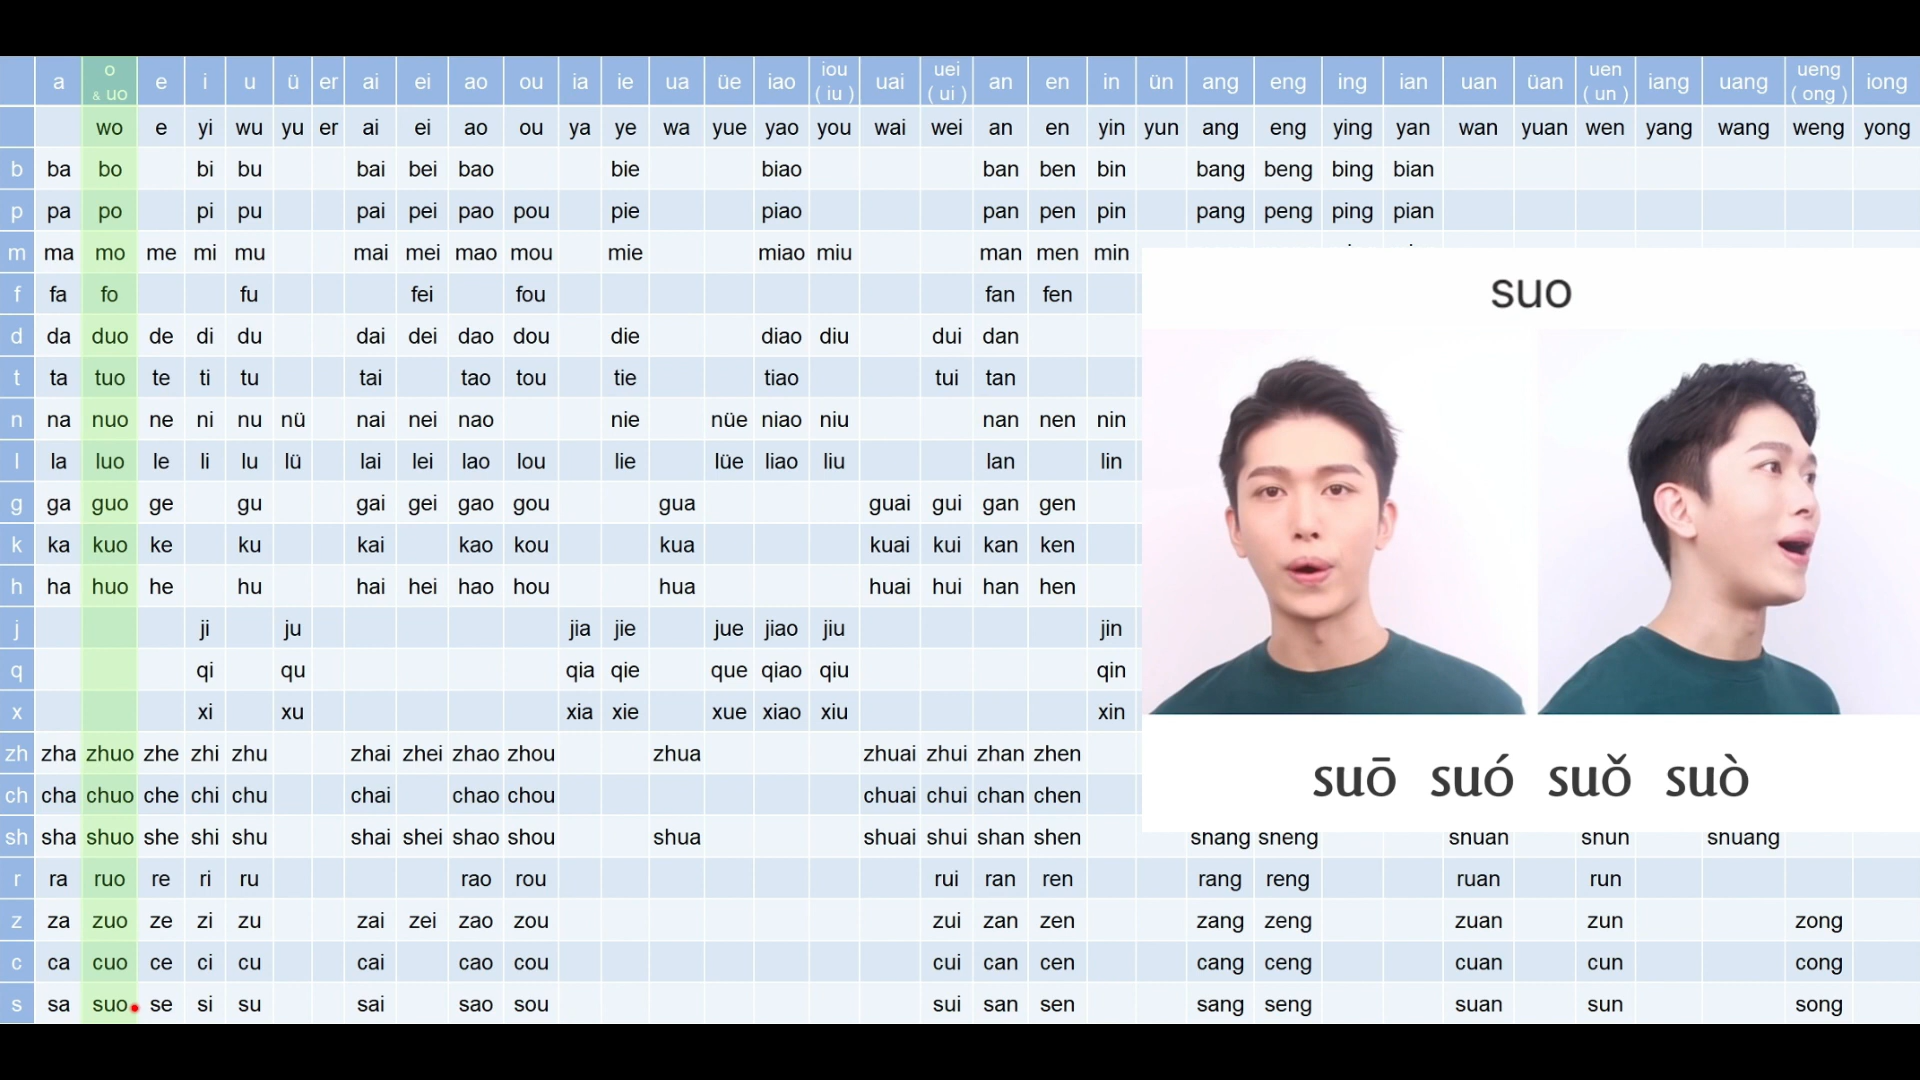 a o & uo e i u ü er ai ei ao ou ia ie ua üe iao iou ( iu ) uai uei ( ui ) an en in ün ang eng ing ian uan üan uen ( un ) iang uang ueng ( ong ) iong
wo e yi wu yu er ai ei ao ou ya ye wa yue yao you wai wei an en yin yun ang eng ying yan wan yuan wen yang wang weng yong
b ba bo bi bu bai bei bao bie biao ban ben bin bang beng bing bian
p pa po pi pu pai pei pao pou pie piao pan pen pin pang peng ping pian
m ma mo me mi mu mai mei mao mou mie miao miu man men min
f fa fo fu fei fou fan fen
d da duo de di du dai dei dao dou die diao diu dui dan
t ta tuo te ti tu tai tao tou tie tiao tui tan
n na nuo ne ni nu nü nai nei nao nie nüe niao niu nan nen nin
l la luo le li lu lü lai lei lao lou lie lüe liao liu lan lin
g ga guo ge gu gai gei gao gou gua guai gui gan gen
k ka kuo ke ku kai kao kou kua kuai kui kan ken
h ha huo he hu hai hei hao hou hua huai hui han hen
j ji ju jia jie jue jiao jiu jin
q qi qu qia qie que qiao qiu qin
x xi xu xia xie xue xiao xiu xin
zh zha zhuo zhe zhi zhu zhai zhei zhao zhou zhua zhuai zhui zhan zhen
ch cha chuo che chi chu chai chao chou chuai chui chan chen
sh sha shuo she shi shu shai shei shao shou shua shuai shui shan shen shang sheng shuan shun shuang
r ra ruo re ri ru rao rou rui ran ren rang reng ruan run
z za zuo ze zi zu zai zei zao zou zui zan zen zang zeng zuan zun zong
c ca cuo ce ci cu cai cao cou cui can cen cang ceng cuan cun cong
s sa suo se si su sai sao sou sui san sen sang seng suan sun song
suo
suō suó suǒ suò